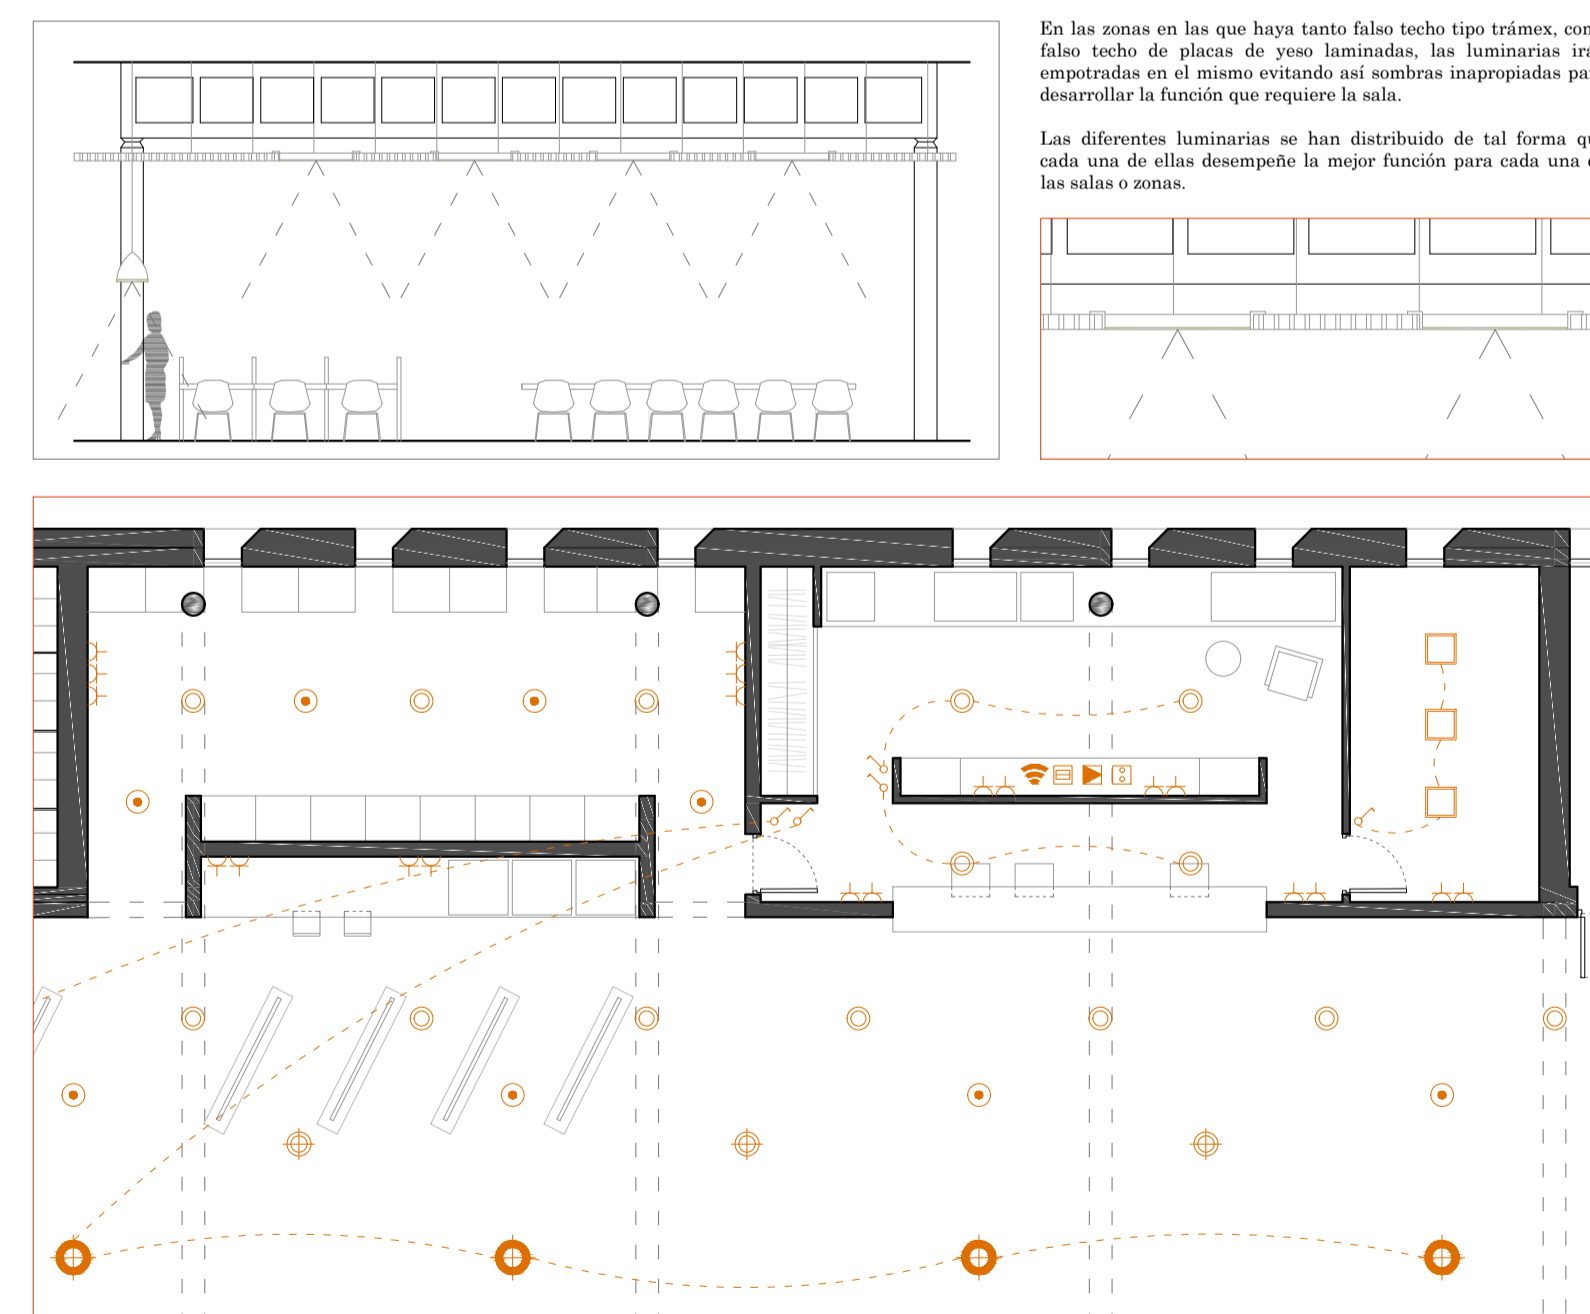 En las zonas en las que haya tanto falso techo tipo trámex,
falso techo de placas de yeso laminadas, las luminarias
empotradas en el mismo evitando así sombras inapropiadas
desarrollar la función que requiere la sala.
Las diferentes luminarias se han distribuido de tal forma
cada una de ellas desempeñe la mejor función para cada una
las salas o zonas.